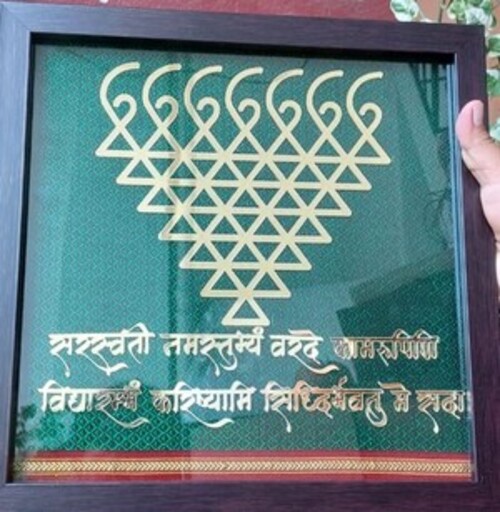 सरस्वती नमस्तुभ्यं वरदे कामरूपिणि
विद्यारम्भं करिष्यामि सिध्दिर्भवतु मे सदा